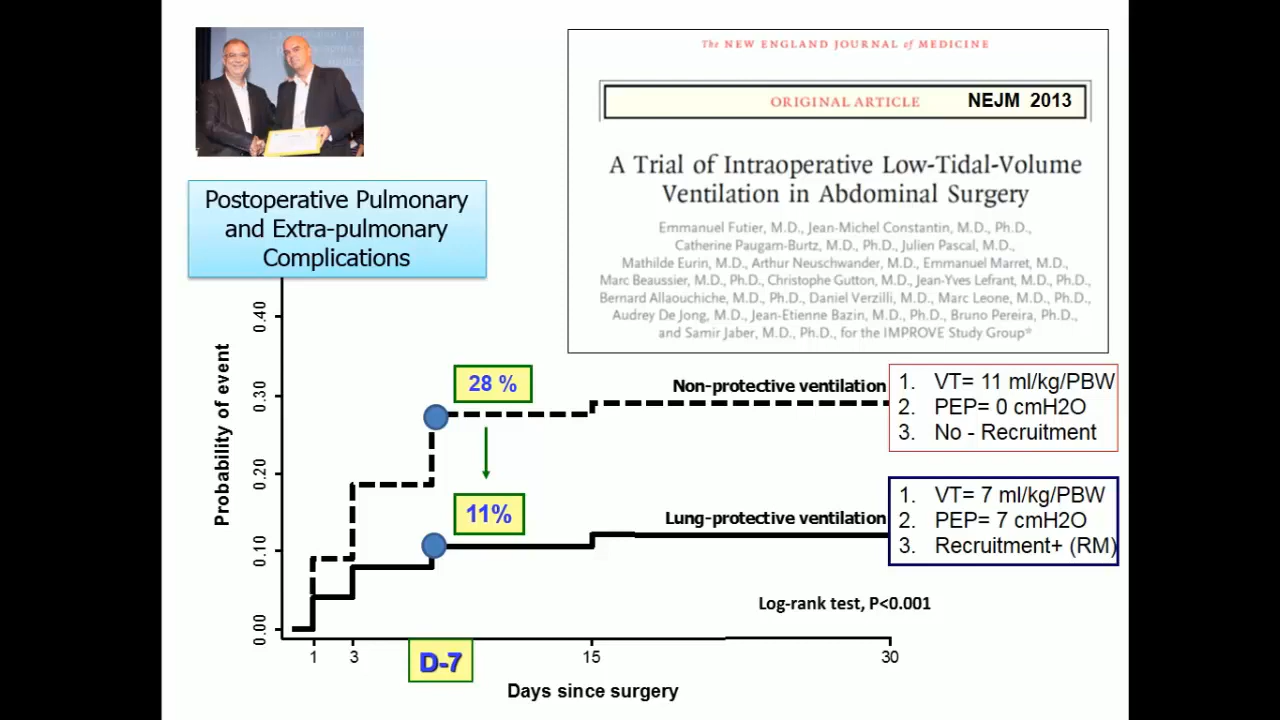 The NEW ENGLAND JOURNAL of MEDICINE
ORIGINAL ARTICLE NEJM 2013
A Trial of Intraoperative Low-Tidal-Volume
Ventilation in Abdominal Surgery
Emmanuel Futier, M.D., Jean-Michel Constantin, M.D., Ph.D.,
Catherine Paugam-Burtz, M.D., Ph.D., Julien Pascal, M.D.,
Mathilde Eurin, M.D., Arthur Neuschwander, M.D., Emmanuel Marret, M.D.,
Marc Beaussier, M.D., Ph.D., Christophe Gutton, M.D., Jean-Yves Lefrant, M.D., Ph.D.,
Bernard Allaouchiche, M.D., Ph.D., Daniel Verzilli, M.D., Marc Leone, M.D., Ph.D.,
Audrey De Jong, M.D., Jean-Etienne Bazin, M.D., Ph.D., Bruno Pereira, Ph.D.,
and Samir Jaber, M.D., Ph.D., for the IMPROVE Study Group*
Postoperative Pulmonary
and Extra-pulmonary
Complications
Probability of event
0.40
0.30
0.20
0.10
0.00
28 %
11%
Non-protective ventilation
1. VT= 11 ml/kg/PBW
2. PEP= 0 cmH2O
3. No - Recruitment
Lung-protective ventilation
1. VT= 7 ml/kg/PBW
2. PEP= 7 cmH2O
3. Recruitment+ (RM)
Log-rank test, P<0.001
1 3 D-7 15 30
Days since surgery